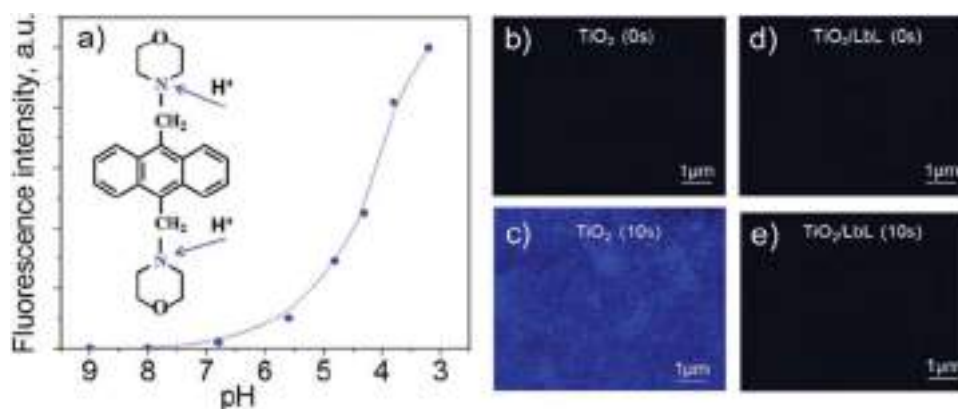 a)
Fluorescence intensity, a.u.
O
N
H⁺
CH₂
CH₂
H⁺
N
O
9 8 7 6 5 4 3
pH
b) TiO₂ (0s)
1µm
c) TiO₂ (10s)
1µm
d) TiO₂/LbL (0s)
1µm
e) TiO₂/LbL (10s)
1µm